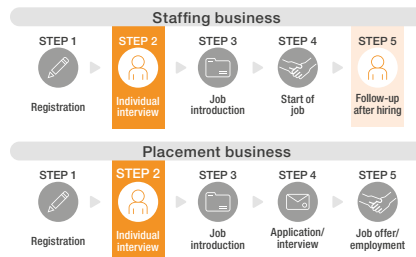 Staffing business
STEP 1
STEP 2
STEP 3
STEP 4
STEP 5
Registration
Individual
interview
Job
introduction
Start of
job
Follow-up
after hiring
Placement business
STEP 1
STEP 2
STEP 3
STEP 4
STEP 5
Registration
Individual
interview
Job
introduction
Application/
interview
Job offer/
employment